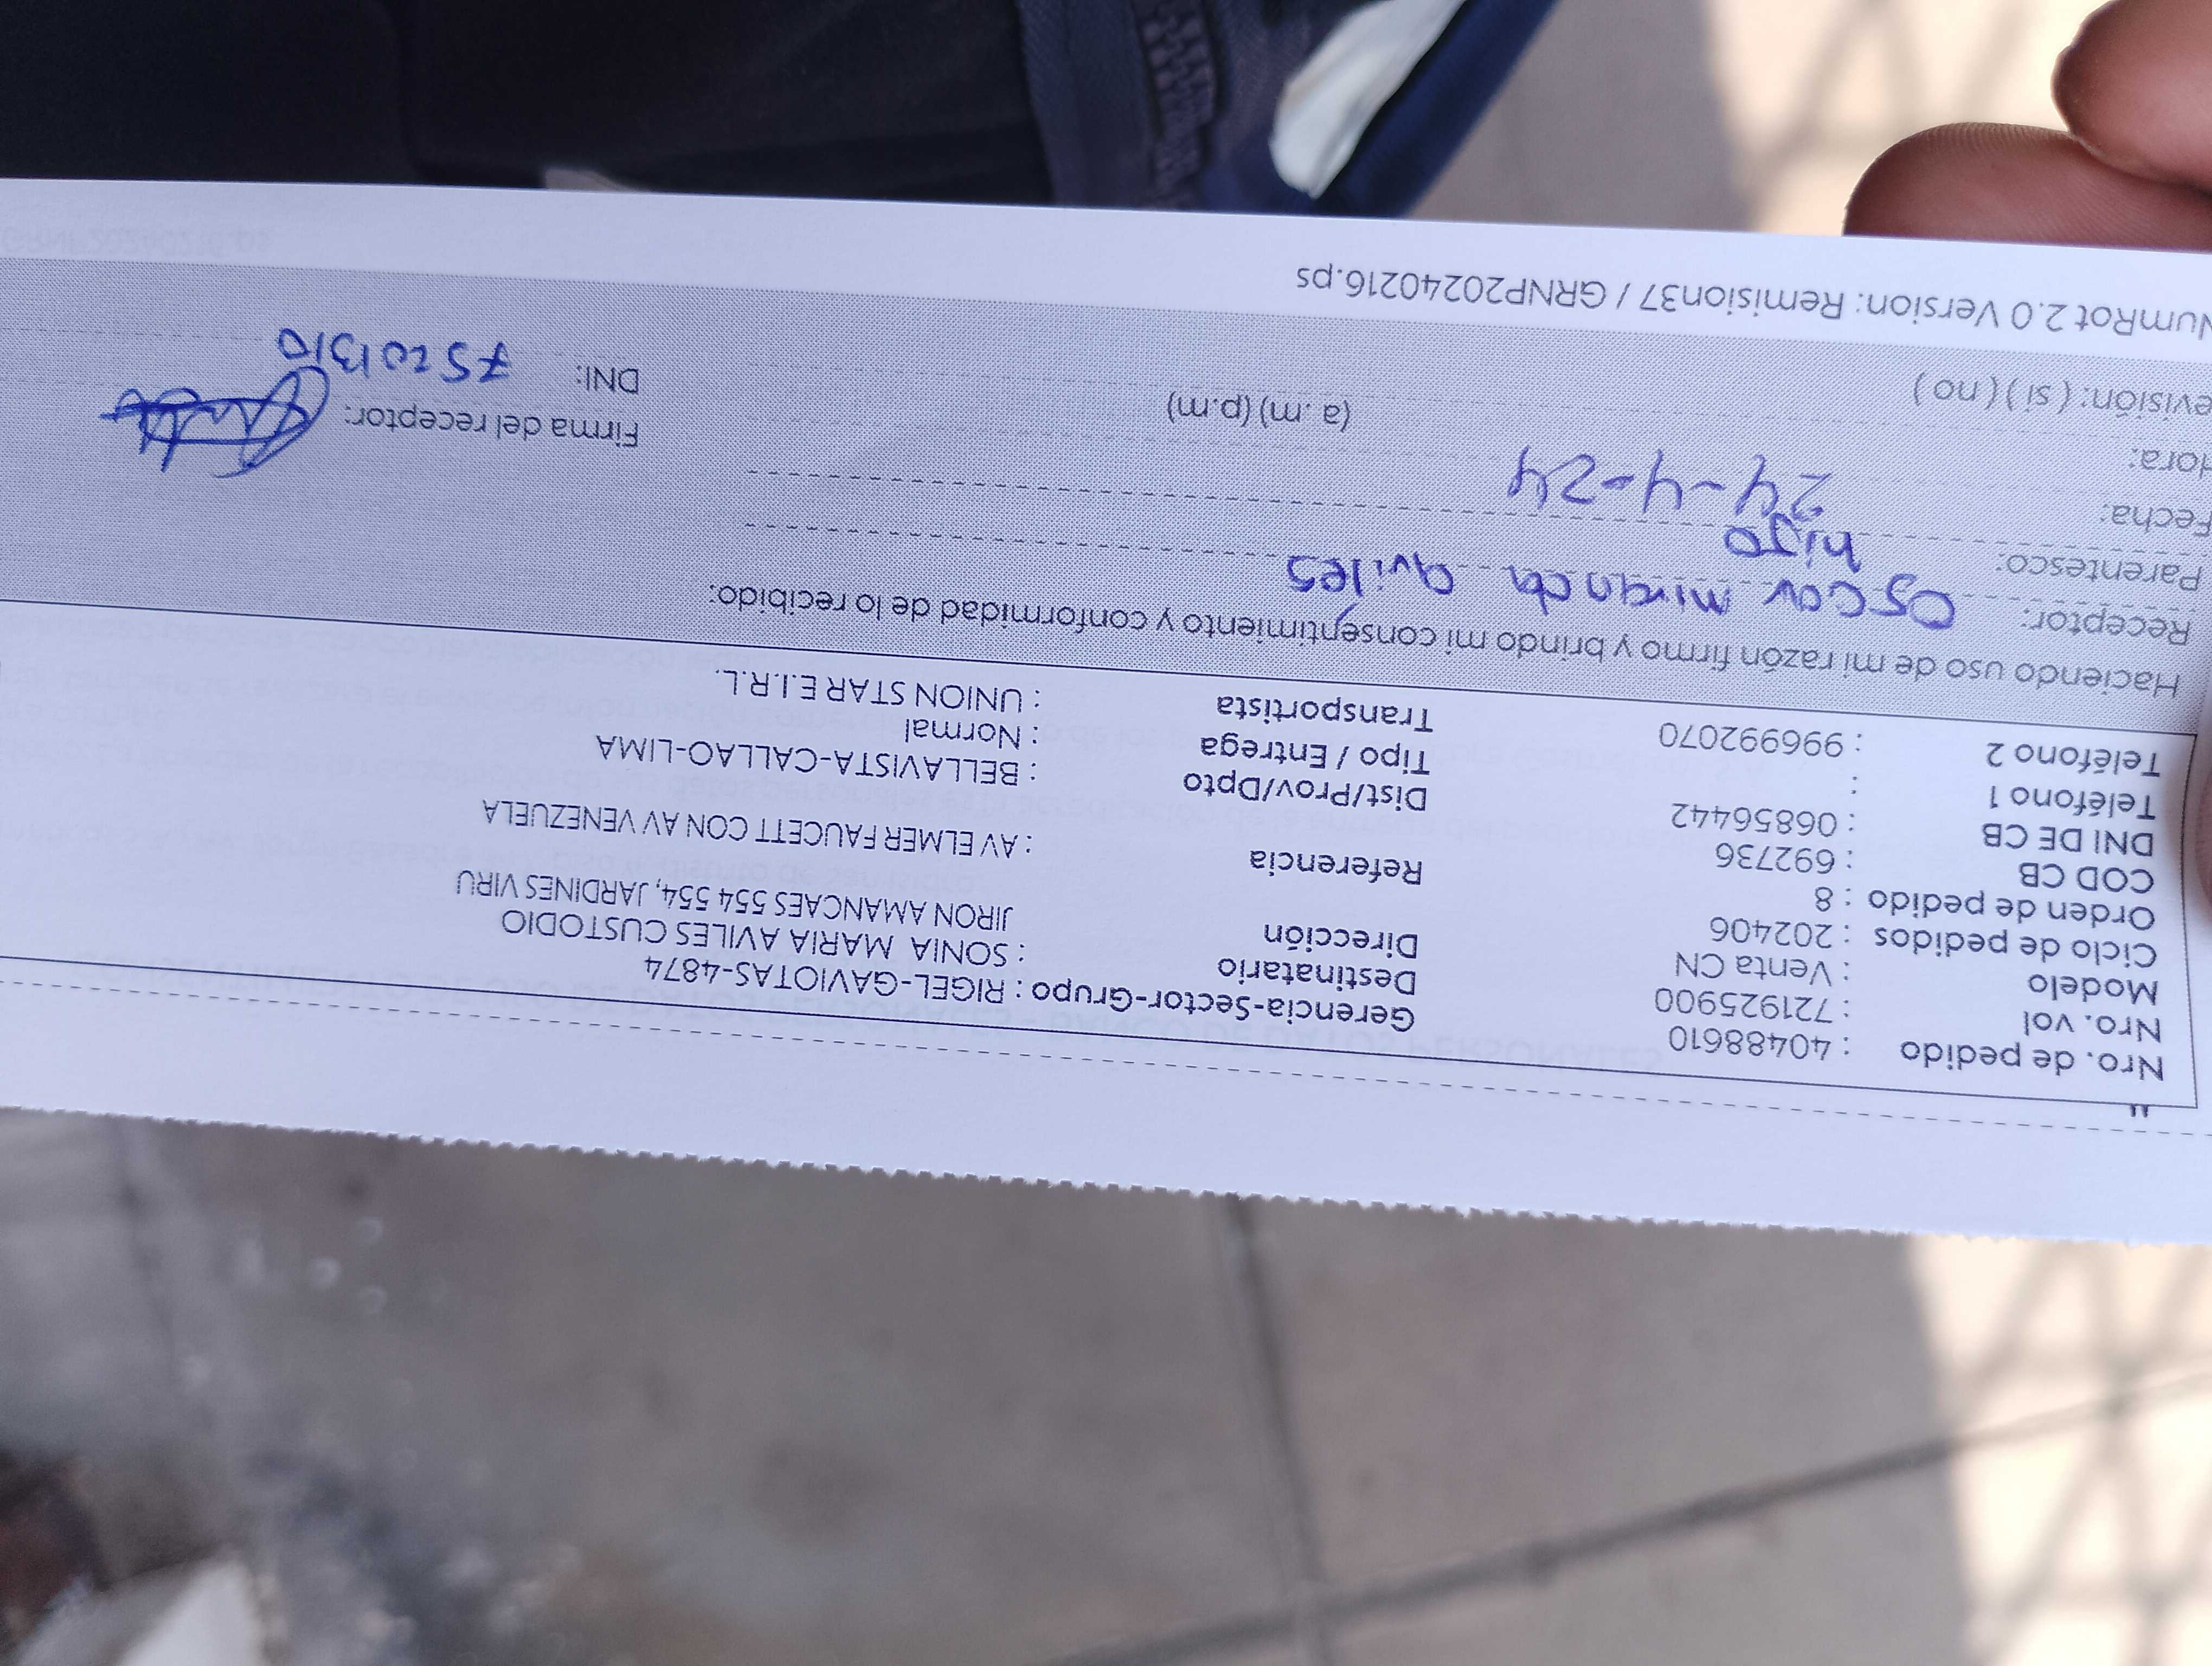 Nro. de pedido : 40488610 Gerencia-Sector-Grupo : RIGEL-GAVIOTAS-4874
Nro. vol : 721925900 Destinatario : SONIA MARIA AVILES CUSTODIO
Modelo : Venta CN Dirección JIRON AMANCAES 554 554, JARDINES VIRU
Ciclo de pedidos : 202406
Orden de pedido : 8 Referencia : AV ELMER FAUCETT CON AV VENEZUELA
COD CB : 692736
DNI DE CB : 06856442 Dist/Prov/Dpto : BELLAVISTA-CALLAO-LIMA
Teléfono 1 : Tipo / Entrega : Normal
Teléfono 2 : 996992070 Transportista : UNION STAR E.I.R.L.
Haciendo uso de mi razón firmo y brindo mi consentimiento y conformidad de lo recibido:
Receptor: Oscar miranda aviles
Parentesco: hijo
Fecha: 24-4-24
Hora: (a.m) (p.m) Firma del receptor:
evisión: ( si ) ( no ) DNI: 75201310
NumRot 2.0 Version: Remision37 / GRNP20240216.ps